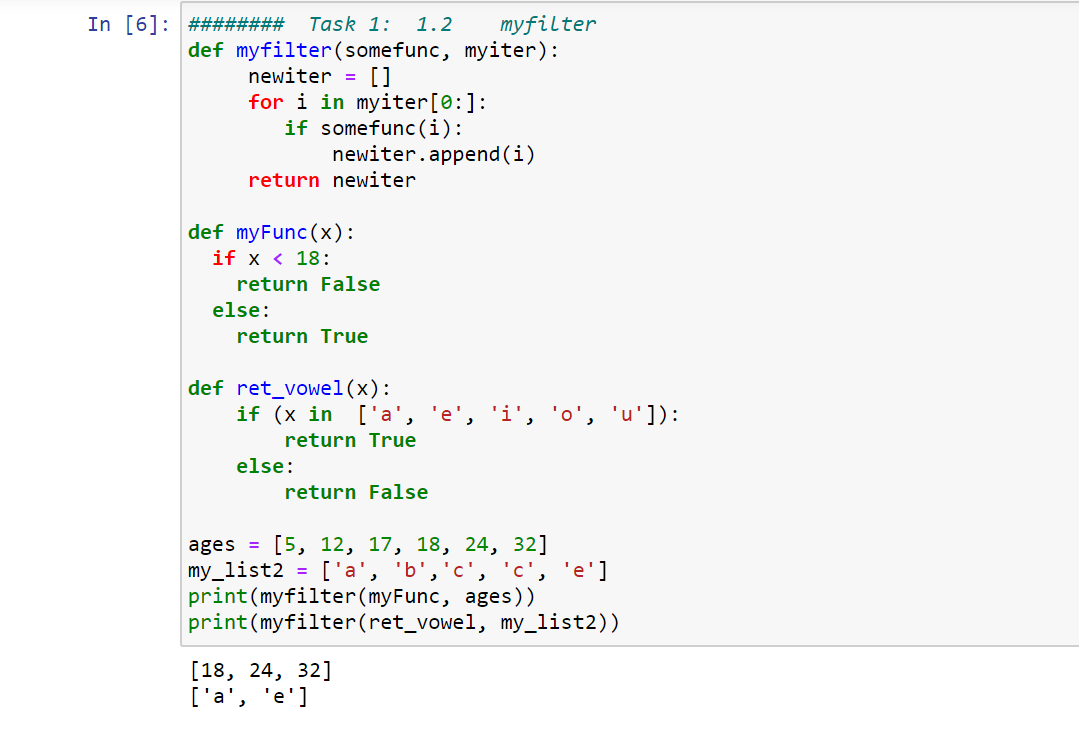 In [6]: ######## Task 1: 1.2 myfilter
def myfilter(somefunc, myiter):
     newiter = []
     for i in myiter[0:]:
        if somefunc(i):
            newiter.append(i)
     return newiter

def myFunc(x):
  if x < 18:
    return False
  else:
    return True

def ret_vowel(x):
    if (x in  ['a', 'e', 'i', 'o', 'u']):
        return True
    else:
        return False

ages = [5, 12, 17, 18, 24, 32]
my_list2 = ['a', 'b','c', 'c', 'e']
print(myfilter(myFunc, ages))
print(myfilter(ret_vowel, my_list2))
[18, 24, 32]
['a', 'e']